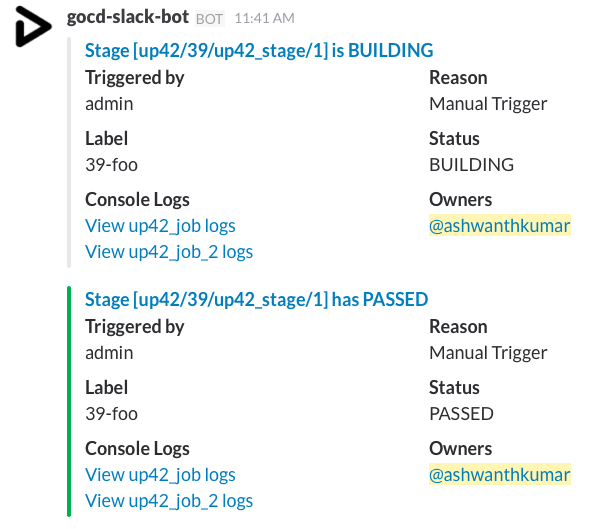 gocd-slack-bot BOT 11:41 AM
Stage [up42/39/up42_stage/1] is BUILDING
Triggered by Reason
admin Manual Trigger
Label Status
39-foo BUILDING
Console Logs Owners
View up42_job logs @ashwanthkumar
View up42_job_2 logs
Stage [up42/39/up42_stage/1] has PASSED
Triggered by Reason
admin Manual Trigger
Label Status
39-foo PASSED
Console Logs Owners
View up42_job logs @ashwanthkumar
View up42_job_2 logs